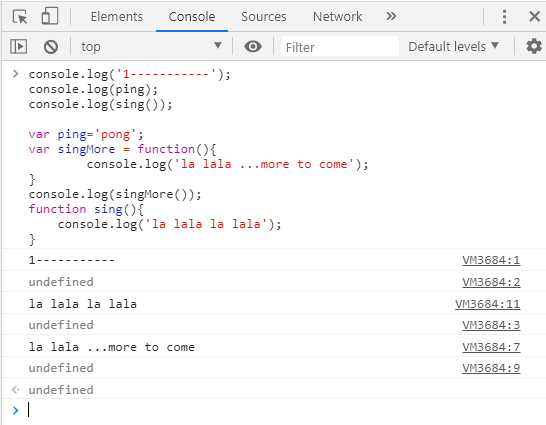 Elements Console Sources Network »
top Filter Default levels
> console.log('1-----------');
console.log(ping);
console.log(sing());
var ping='pong';
var singMore = function(){
        console.log('la lala ...more to come');
}
console.log(singMore());
function sing(){
    console.log('la lala la lala');
}
1----------- VM3684:1
undefined VM3684:2
la lala la lala VM3684:11
undefined VM3684:3
la lala ...more to come VM3684:7
undefined VM3684:9
undefined
>